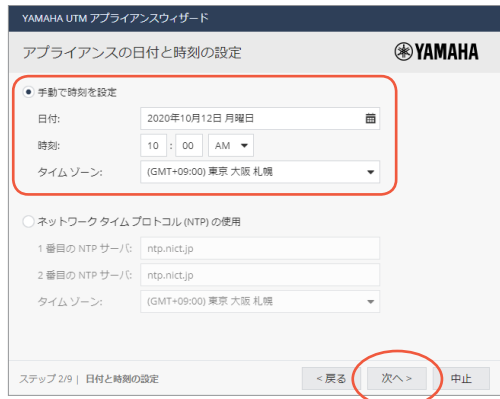 YAMAHA UTM アプライアンスウィザード
アプライアンスの日付と時刻の設定
YAMAHA
手動で時刻を設定
日付: 2020年10月12日 月曜日
時刻: 10 : 00 AM
タイム ゾーン: (GMT+09:00) 東京 大阪 札幌
ネットワーク タイム プロトコル (NTP) の使用
1 番目の NTP サーバ: ntp.nict.jp
2 番目の NTP サーバ: ntp.nict.jp
タイム ゾーン: (GMT+09:00) 東京 大阪 札幌
ステップ 2/9 | 日付と時刻の設定 < 戻る 次へ > 中止